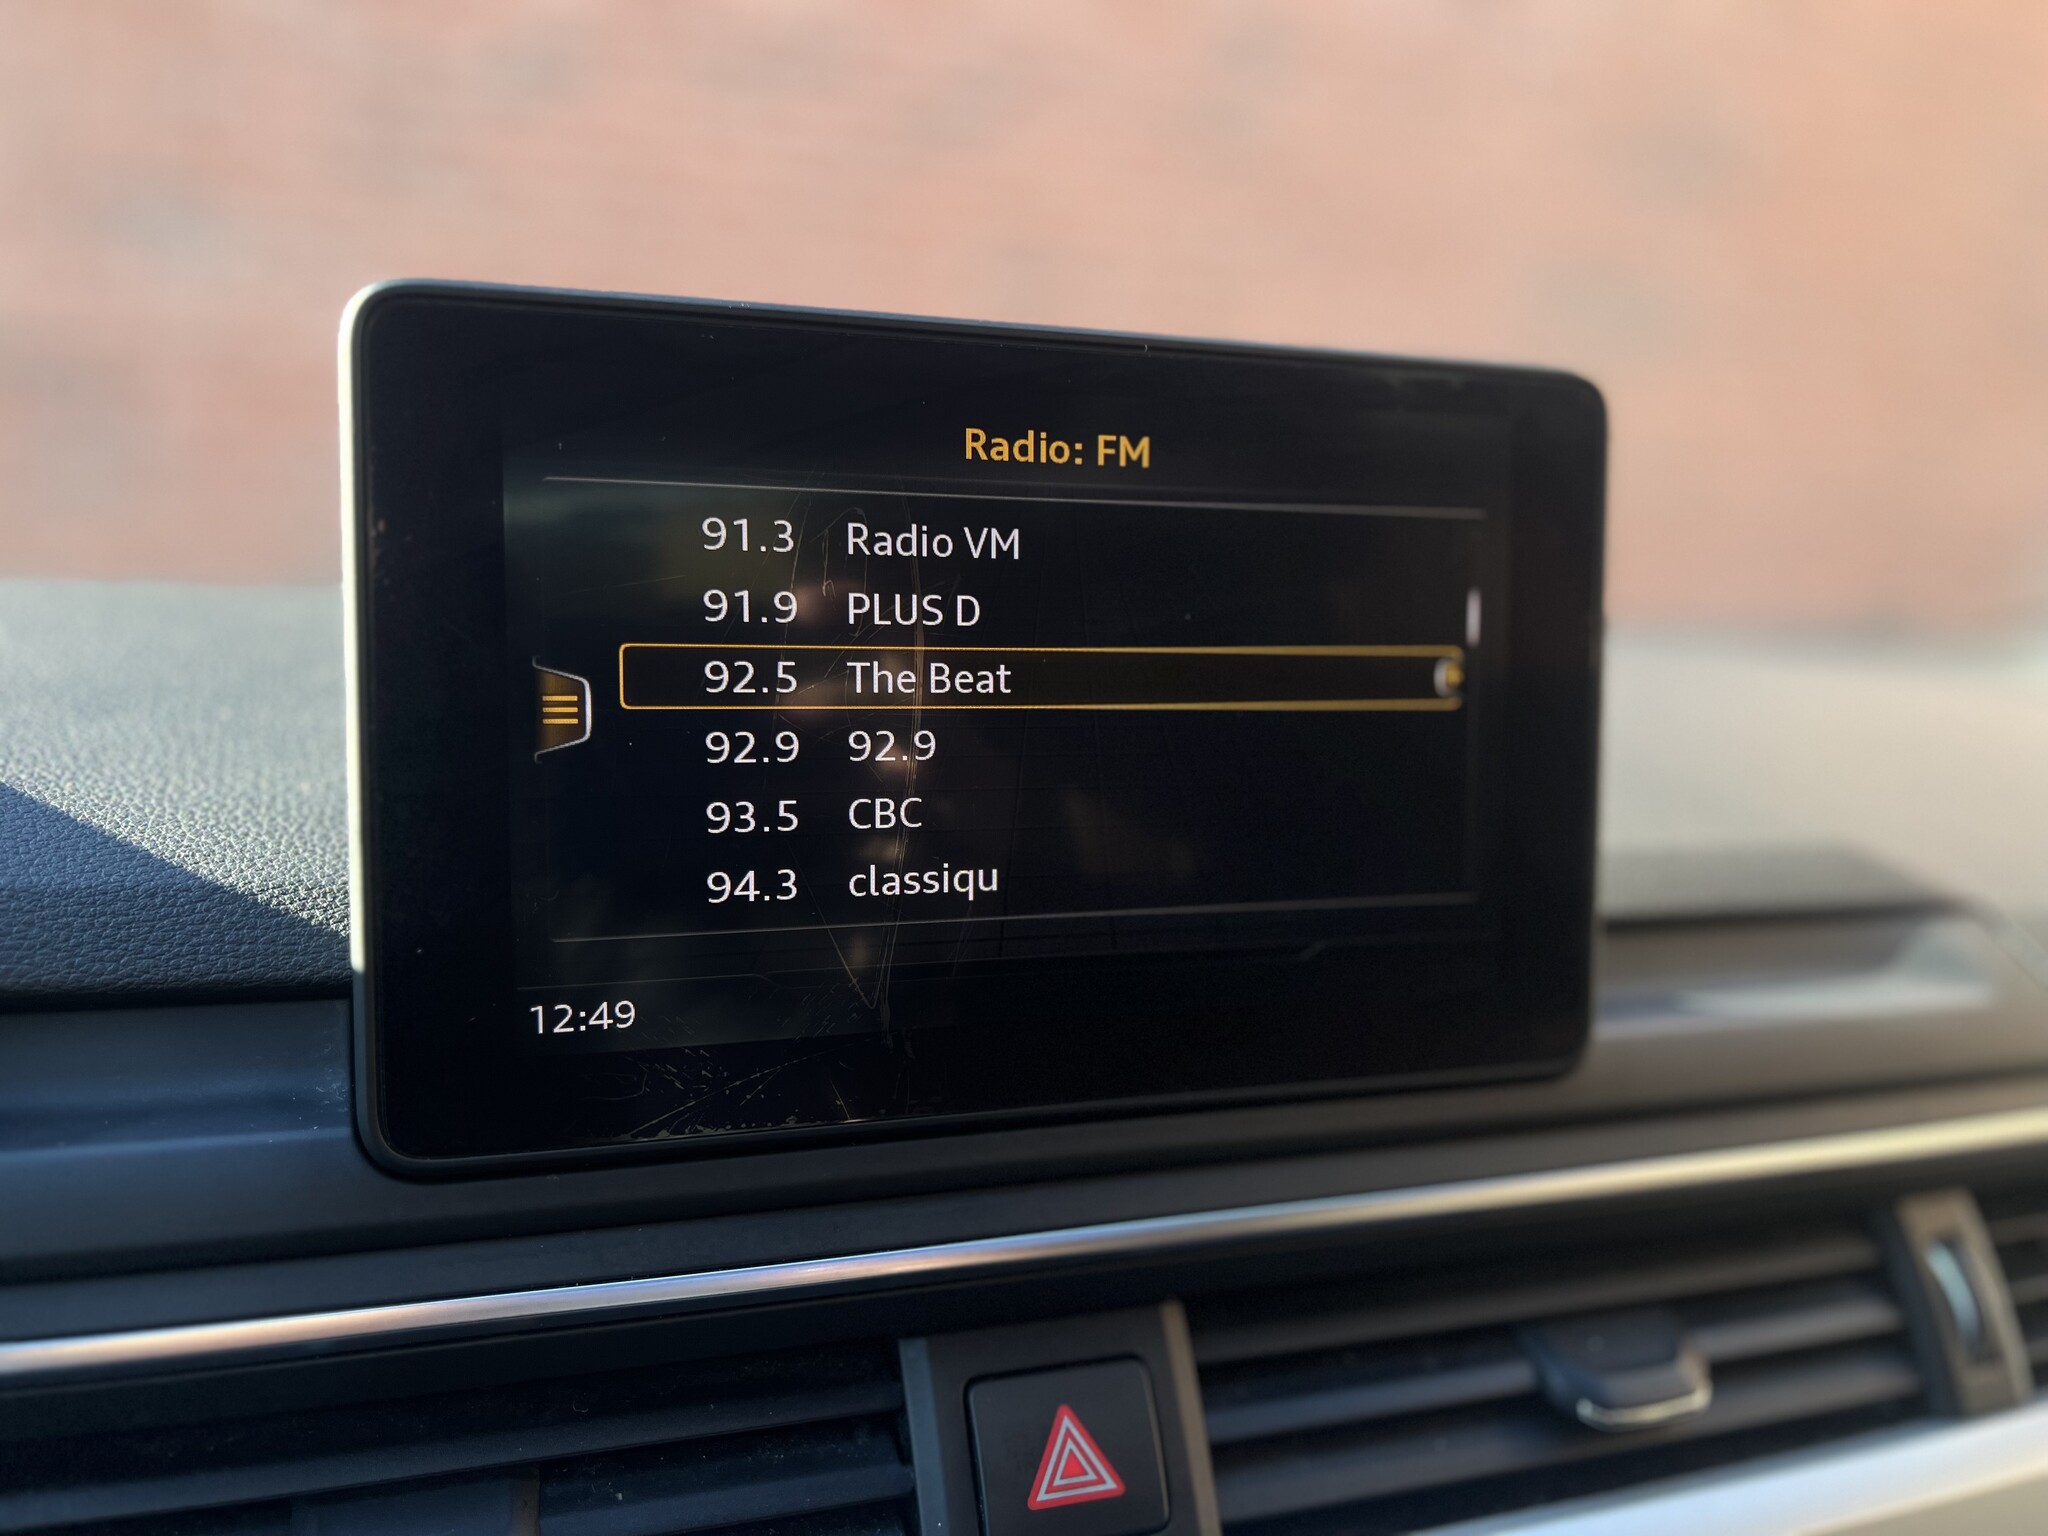 Radio: FM
91.3 Radio VM
91.9 PLUS D
92.5 The Beat
92.9 92.9
93.5 CBC
94.3 classiqu
12:49